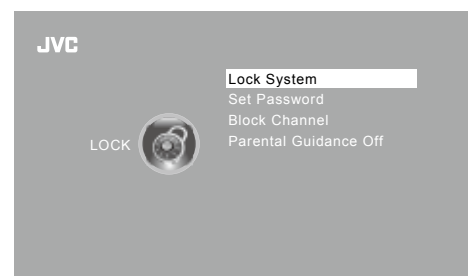 JVC
Lock System
Set Password
Block Channel
LOCK
Parental Guidance Off